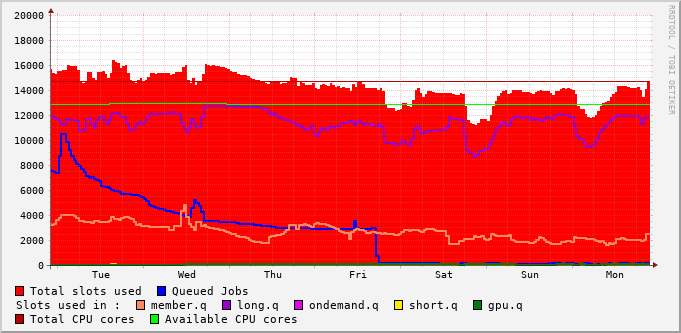 20000
18000
16000
14000
12000
10000
8000
6000
4000
2000
0
Tue Wed Thu Fri Sat Sun Mon
RRDTOOL / TOBI OETIKER
Total slots used Queued Jobs
Slots used in : member.q long.q ondemand.q short.q gpu.q
Total CPU cores Available CPU cores